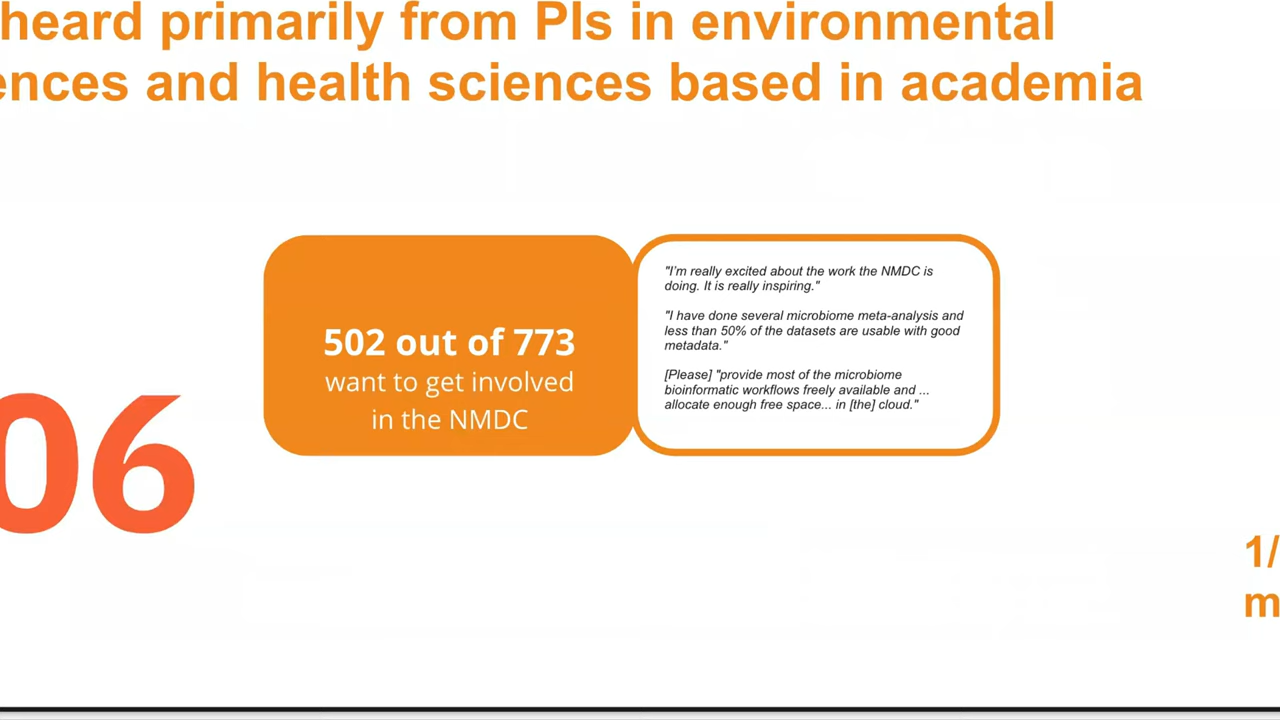 heard primarily from PIs in environmental
ences and health sciences based in academia
"I'm really excited about the work the NMDC is
doing. It is really inspiring."
"I have done several microbiome meta-analysis and
less than 50% of the datasets are usable with good
metadata."
[Please] "provide most of the microbiome
bioinformatic workflows freely available and ...
allocate enough free space... in [the] cloud."
502 out of 773
want to get involved
in the NMDC
06
1/
m